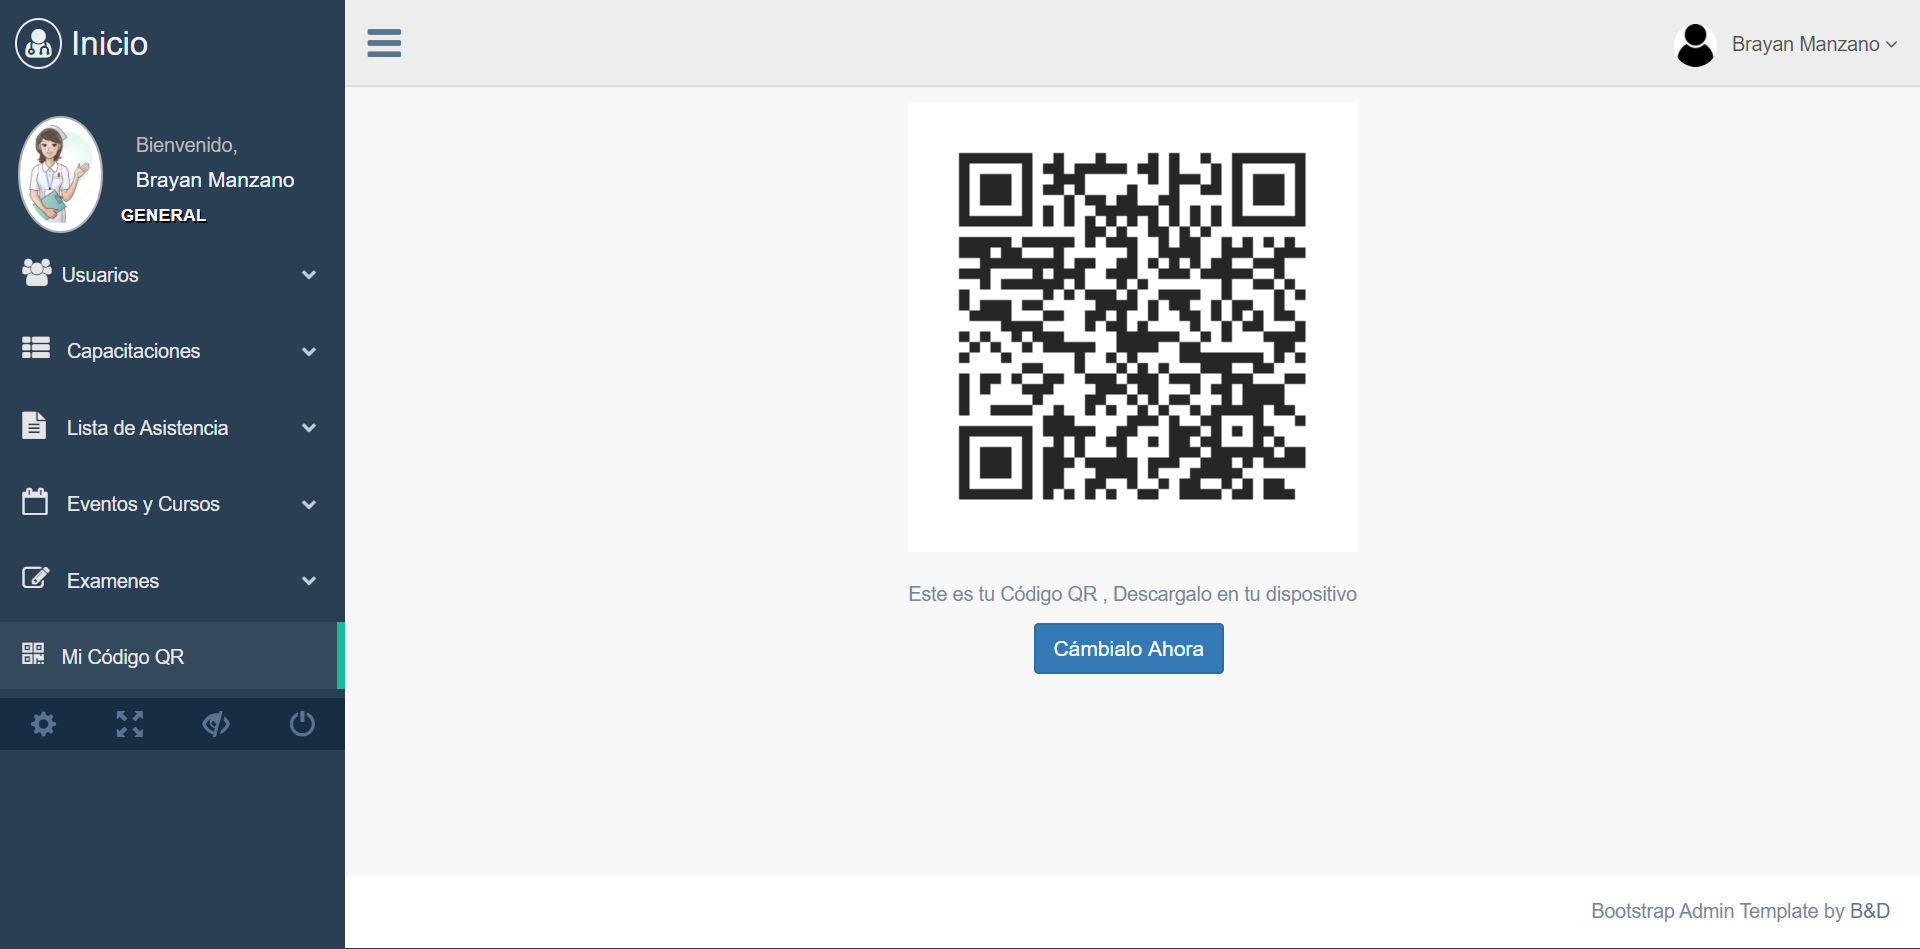 Inicio
Brayan Manzano
Bienvenido,
Brayan Manzano
GENERAL
Usuarios
Capacitaciones
Lista de Asistencia
Eventos y Cursos
Examenes
Mi Código QR
Este es tu Código QR , Descargalo en tu dispositivo
Cámbialo Ahora
Bootstrap Admin Template by B&D